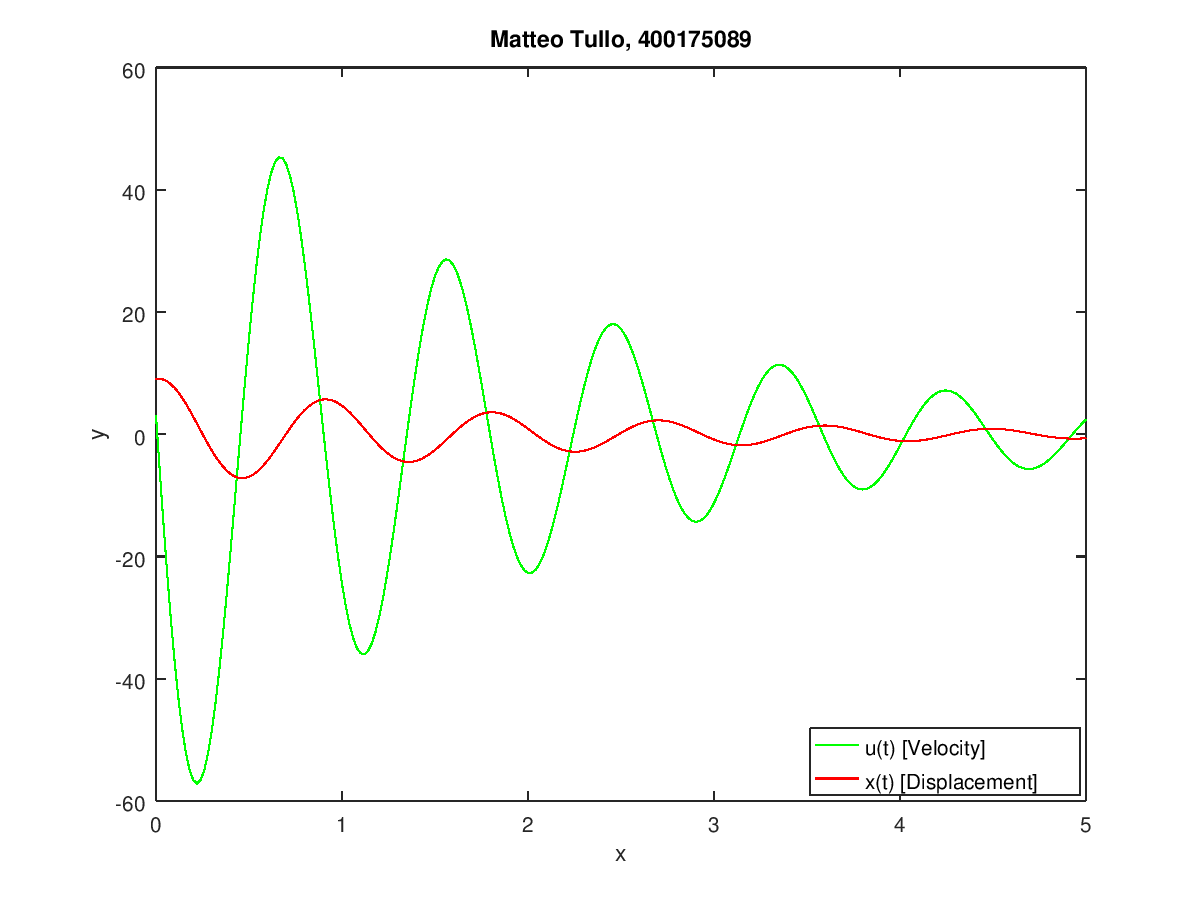 Matteo Tullo, 400175089
60
40
20
0
-20
-40
-60
y
0 1 2 3 4 5
x
u(t) [Velocity]
x(t) [Displacement]